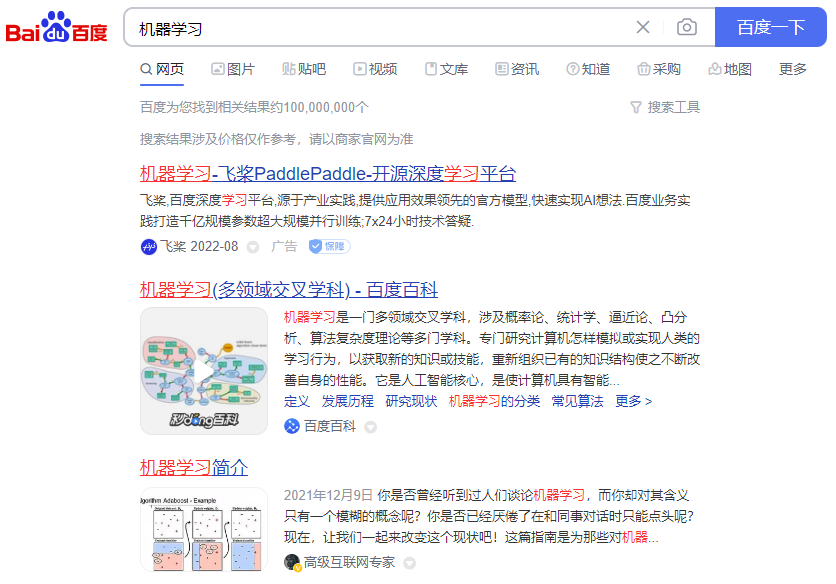 Bai du 百度
机器学习
百度一下
网页 图片 贴吧 视频 文库 资讯 知道 采购 地图 更多
百度为您找到相关结果约100,000,000个
搜索工具
搜索结果涉及价格仅作参考，请以商家官网为准
机器学习-飞桨PaddlePaddle-开源深度学习平台
飞桨,百度深度学习平台,源于产业实践,提供应用效果领先的官方模型,快速实现AI想法.百度业务实
践打造千亿规模参数超大规模并行训练;7x24小时技术答疑.
飞桨 2022-08 广告 保障
机器学习(多领域交叉学科) - 百度百科
机器学习是一门多领域交叉学科，涉及概率论、统计学、逼近论、凸分
析、算法复杂度理论等多门学科。专门研究计算机怎样模拟或实现人类的
学习行为，以获取新的知识或技能，重新组织已有的知识结构使之不断改
善自身的性能。它是人工智能核心，是使计算机具有智能...
定义 发展历程 研究现状 机器学习的分类 常见算法 更多 >
秒dong百科
百度百科
机器学习简介
lgorithm Adaboost - Example
2021年12月9日 你是否曾经听到过人们谈论机器学习，而你却对其含义
只有一个模糊的概念呢？你是否已经厌倦了在和同事对话时只能点头呢？
现在，让我们一起来改变这个现状吧！这篇指南是为那些对机器...
高级互联网专家